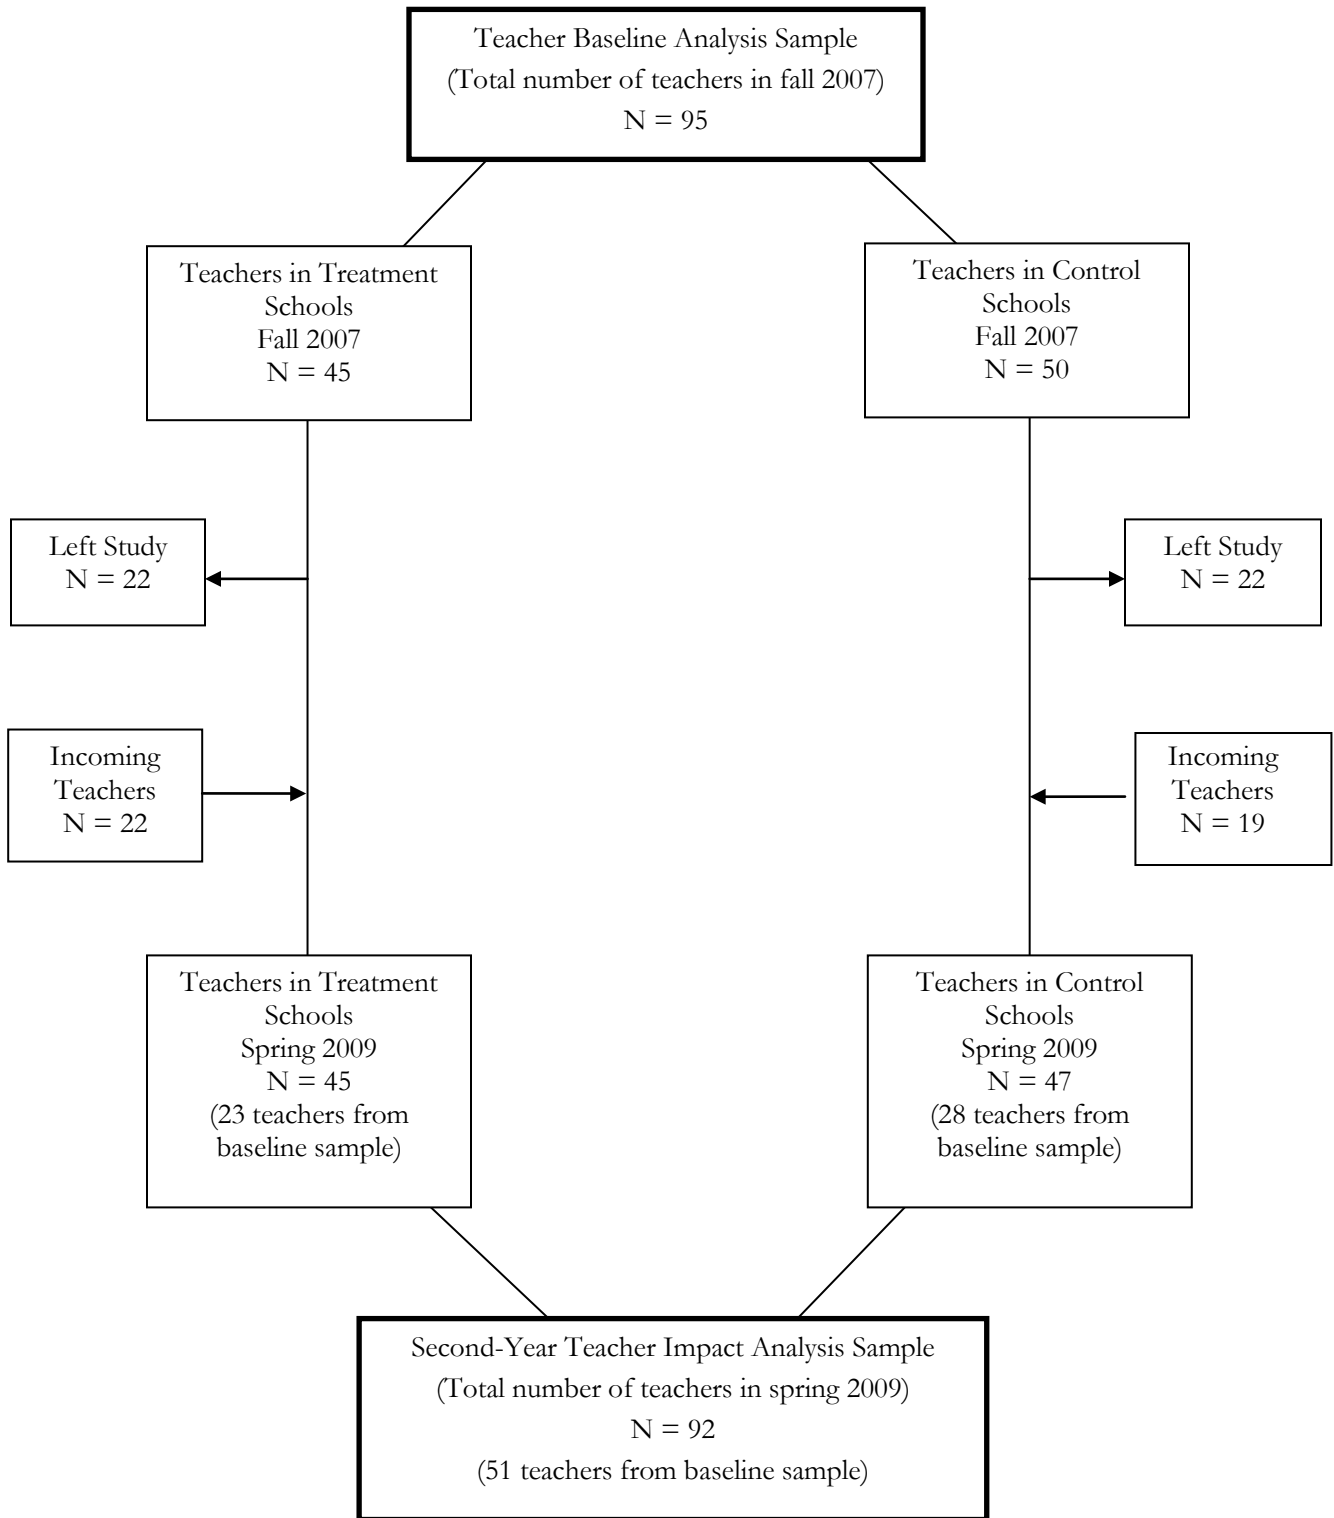 Teacher Baseline Analysis Sample
(Total number of teachers in fall 2007)
N = 95
Teachers in Treatment
Schools
Fall 2007
N = 45
Teachers in Control
Schools
Fall 2007
N = 50
Left Study
N = 22
Left Study
N = 22
Incoming
Teachers
N = 22
Incoming
Teachers
N = 19
Teachers in Treatment
Schools
Spring 2009
N = 45
(23 teachers from
baseline sample)
Teachers in Control
Schools
Spring 2009
N = 47
(28 teachers from
baseline sample)
Second-Year Teacher Impact Analysis Sample
(Total number of teachers in spring 2009)
N = 92
(51 teachers from baseline sample)